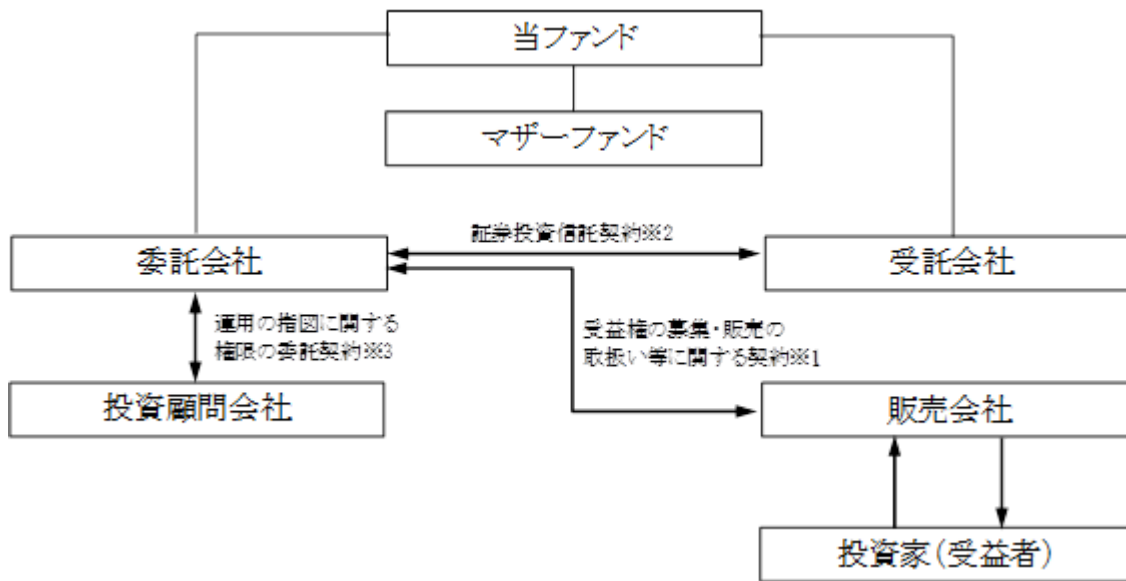 当ファンド
マザーファンド
証券投資信託契約※2
委託会社
受託会社
運用の指図に関する
権限の委託契約※3
受益権の募集・販売の
取扱い等に関する契約※1
投資顧問会社
販売会社
投資家(受益者)